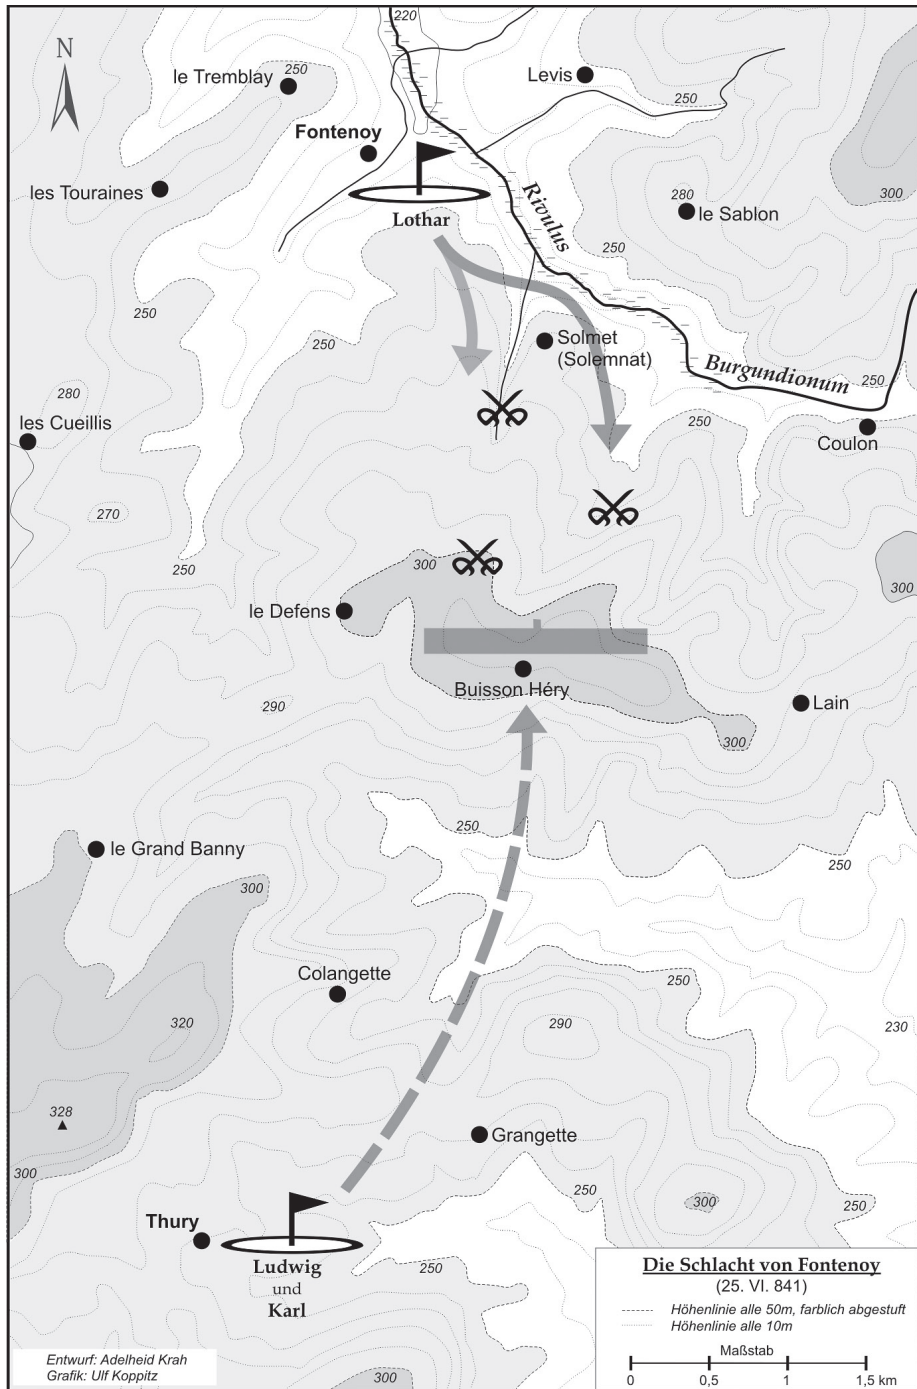 220
N
le Tremblay
250
Levis
250
Fontenoy
les Touraines
Lothar
Rivulus
280
le Sablon
300
250
250
250
Solmet
(Solemnat)
Burgundionum
250
280
les Cueillis
250
Coulon
270
250
300
300
le Defens
Buisson Héry
290
Lain
300
250
le Grand Banny
250
300
Colangette
250
320
290
230
328
Grangette
300
250
300
250
Thury
Ludwig
und
Karl
250
300
Die Schlacht von Fontenoy
(25. VI. 841)
Höhenlinie alle 50m, farblich abgestuft
Höhenlinie alle 10m
Maßstab
0 0,5 1 1,5 km
Entwurf: Adelheid Krah
Grafik: Ulf Koppitz